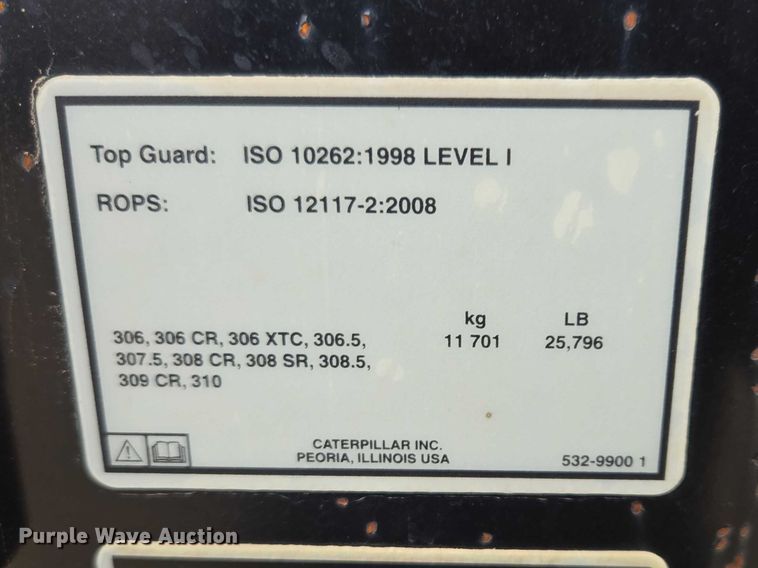 Top Guard: ISO 10262:1998 LEVEL I
ROPS: ISO 12117-2:2008
kg LB
306, 306 CR, 306 XTC, 306.5, 11 701 25,796
307.5, 308 CR, 308 SR, 308.5,
309 CR, 310
CATERPILLAR INC.
PEORIA, ILLINOIS USA
532-9900 1
Purple Wave Auction